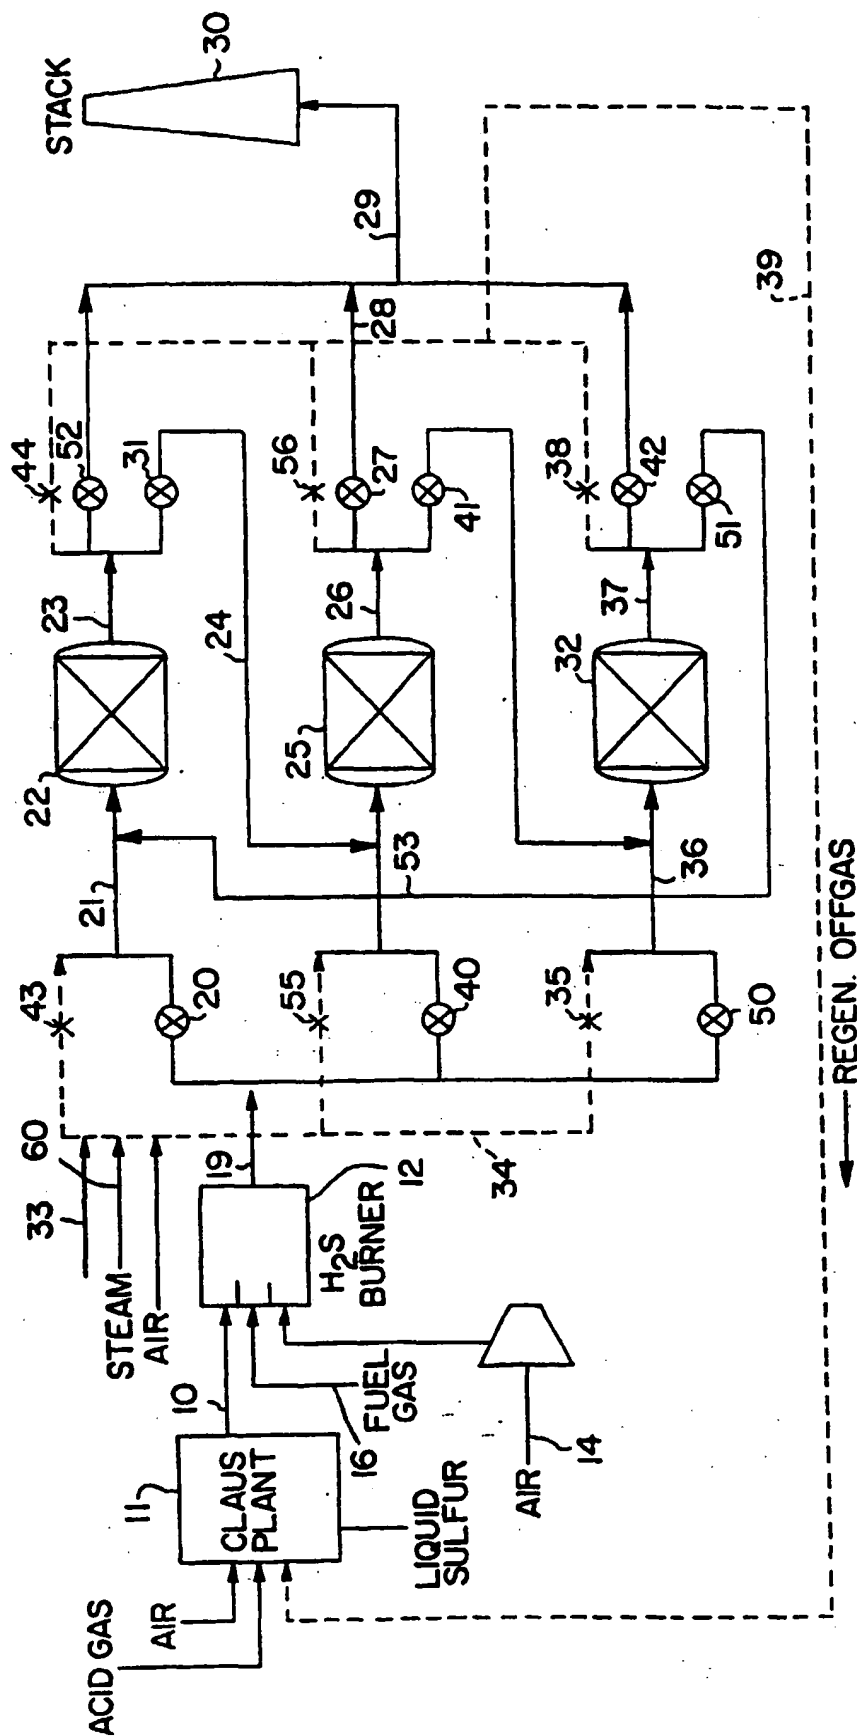 STACK
30
29
44
52
31
56
28
27
41
38
42
51
39
23
24
26
37
22
25
32
21
53
36
43
20
55
40
35
50
33
60
STEAM
AIR
19
34
12
H2S
BURNER
10
16
FUEL
GAS
14
AIR
11
CLAUS
PLANT
LIQUID
SULFUR
AIR
ACID GAS
REGEN. OFFGAS